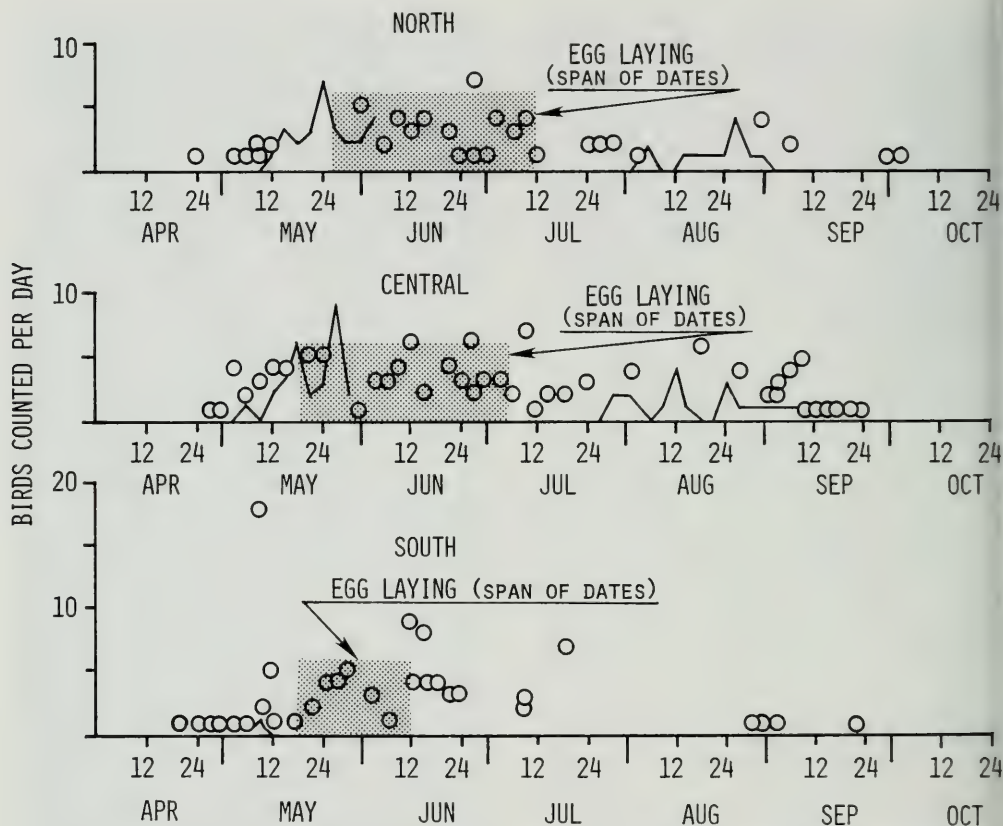 NORTH
10
EGG LAYING
(SPAN OF DATES)
12 24 12 24 12 24 12 24 12 24 12 24 12 24
APR MAY JUN JUL AUG SEP OCT
BIRDS COUNTED PER DAY
CENTRAL
10
EGG LAYING
(SPAN OF DATES)
12 24 12 24 12 24 12 24 12 24 12 24 12 24
APR MAY JUN JUL AUG SEP OCT
20
SOUTH
EGG LAYING (SPAN OF DATES)
10
12 24 12 24 12 24 12 24 12 24 12 24 12 24
APR MAY JUN JUL AUG SEP OCT